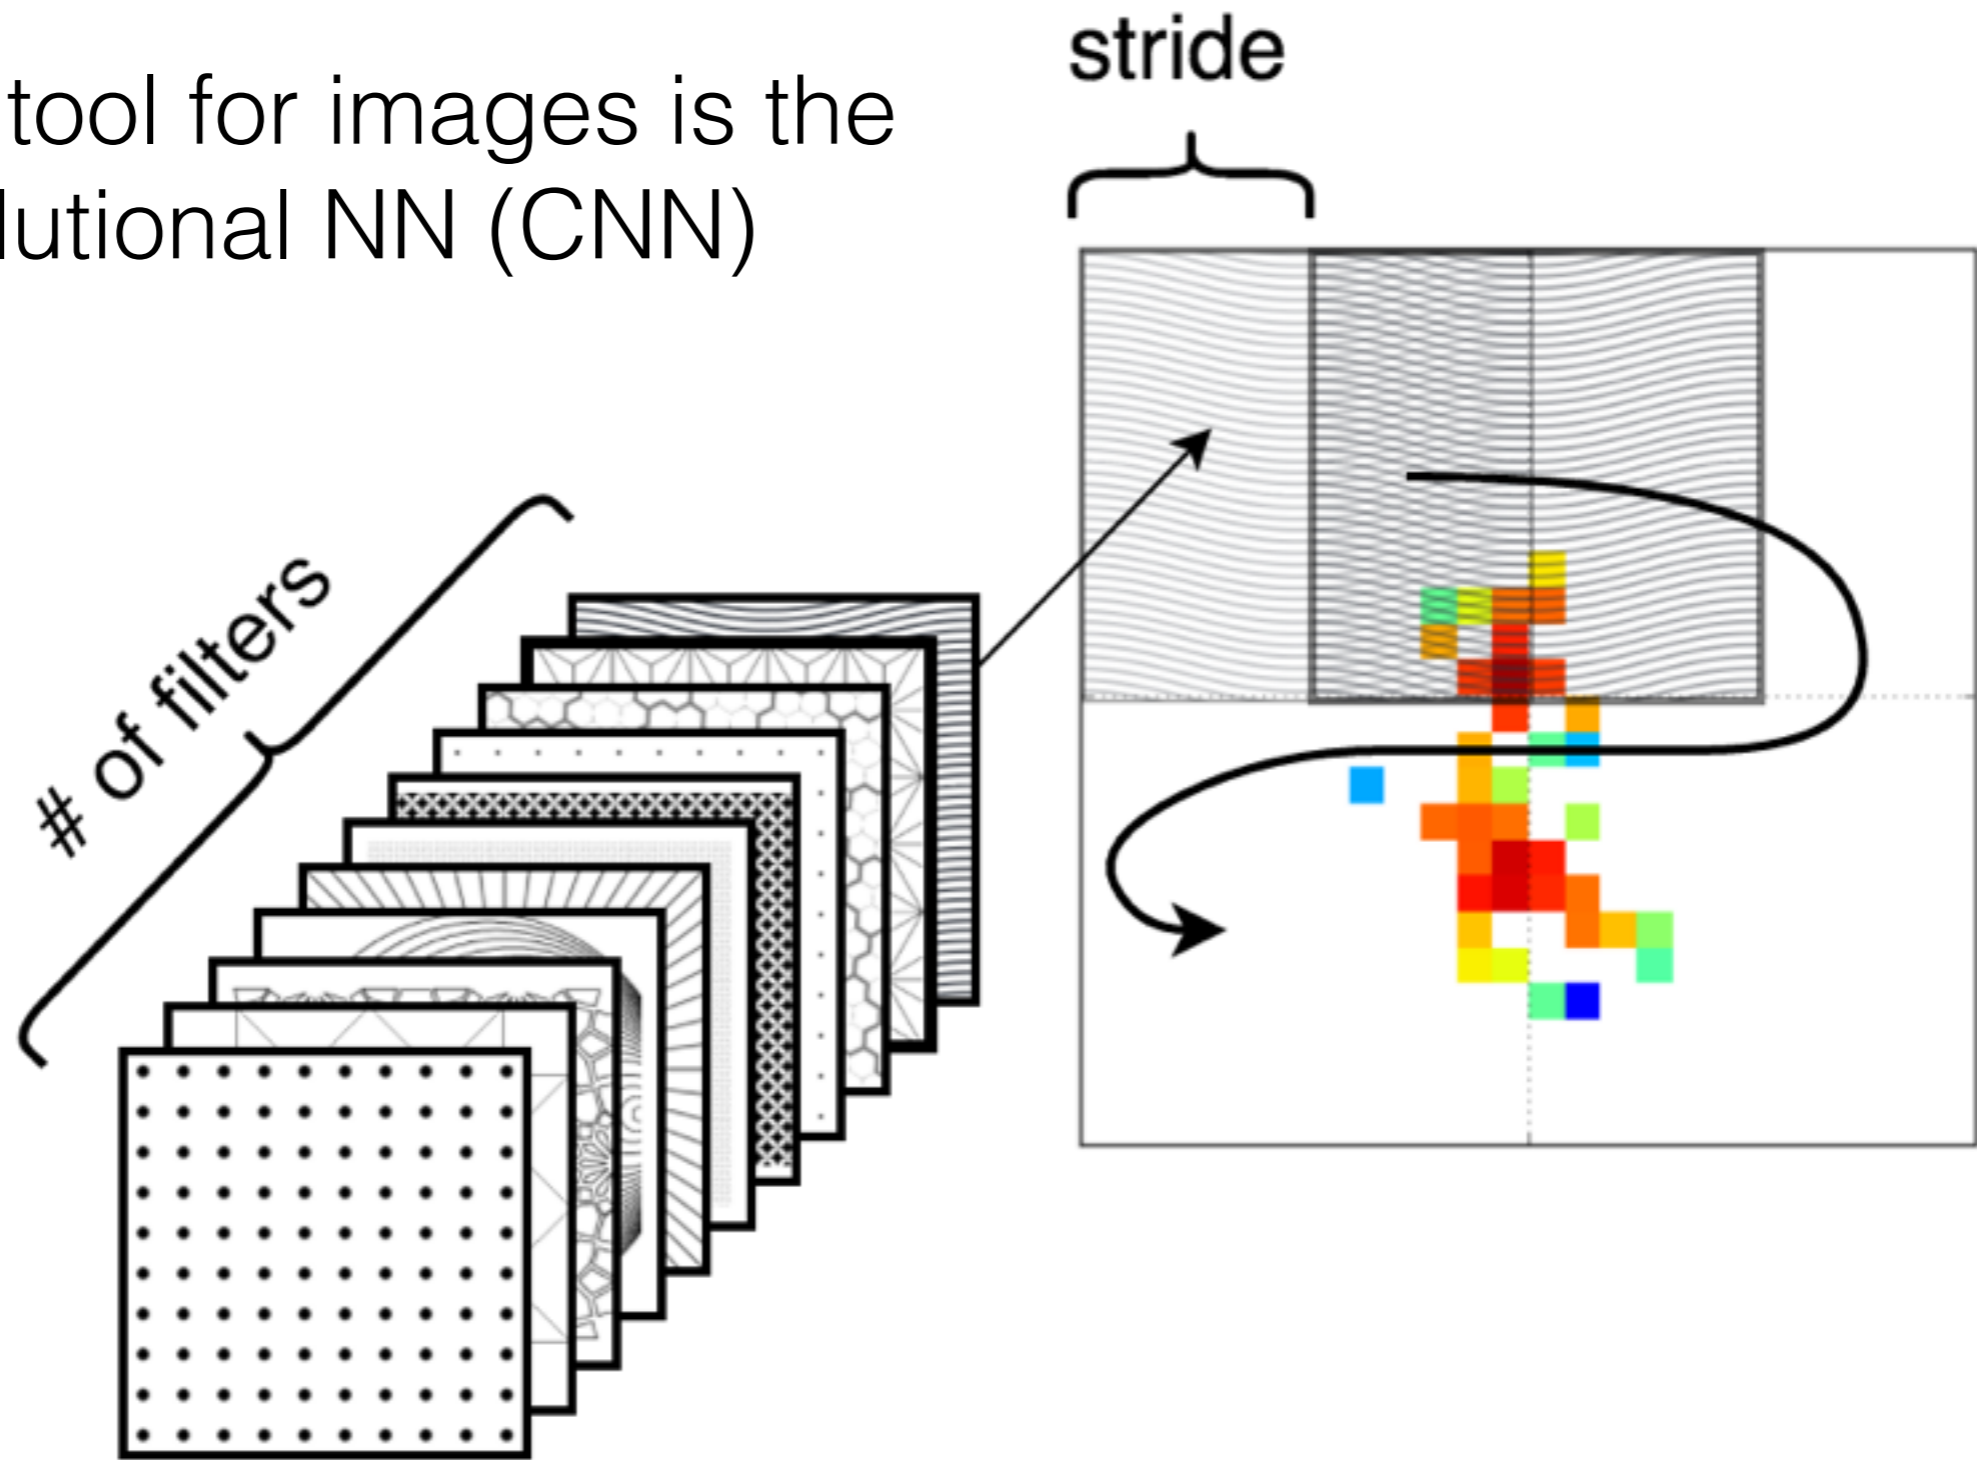 tool for images is the
lutional NN (CNN)
stride
# of filters